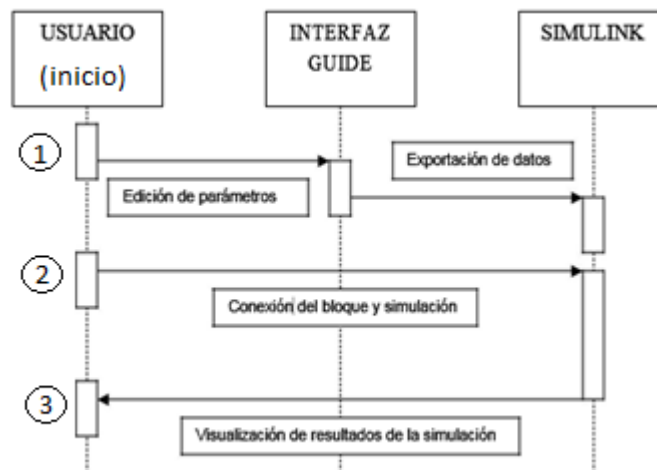 USUARIO
(inicio)
INTERFAZ
GUIDE
SIMULINK
1
Exportación de datos
Edición de parámetros
2
Conexión del bloque y simulación
3
Visualización de resultados de la simulación